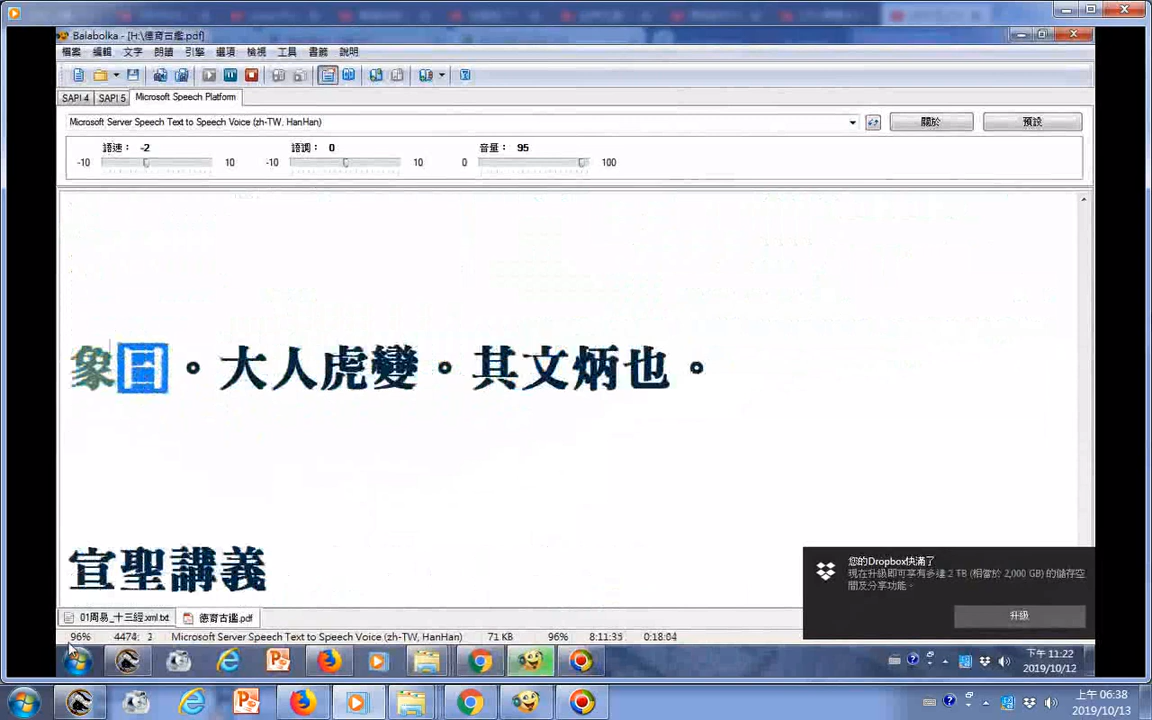 Balabolka - [H:\德育古鑑.pdf]
檔案 編輯 文字 朗讀 引擎 選項 檢視 工具 書籤 說明
SAPI 4 SAPI 5 Microsoft Speech Platform
Microsoft Server Speech Text to Speech Voice (zh-TW, HanHan) 關於 預設
語速： -2 語調： 0 音量： 95
-10 10 -10 10 0 100
象曰。大人虎變。其文炳也。
宣聖講義
您的Dropbox快滿了
現在升級即可享有多達 2 TB (相當於 2,000 GB) 的儲存空
間及分享功能。
升級
01周易_十三經.xml.txt 德育古鑑.pdf
96% 4474: 2 Microsoft Server Speech Text to Speech Voice (zh-TW, HanHan) 71 KB 96% 8:11:35 0:18:04
下午 11:22
2019/10/12
上午 06:38
2019/10/13